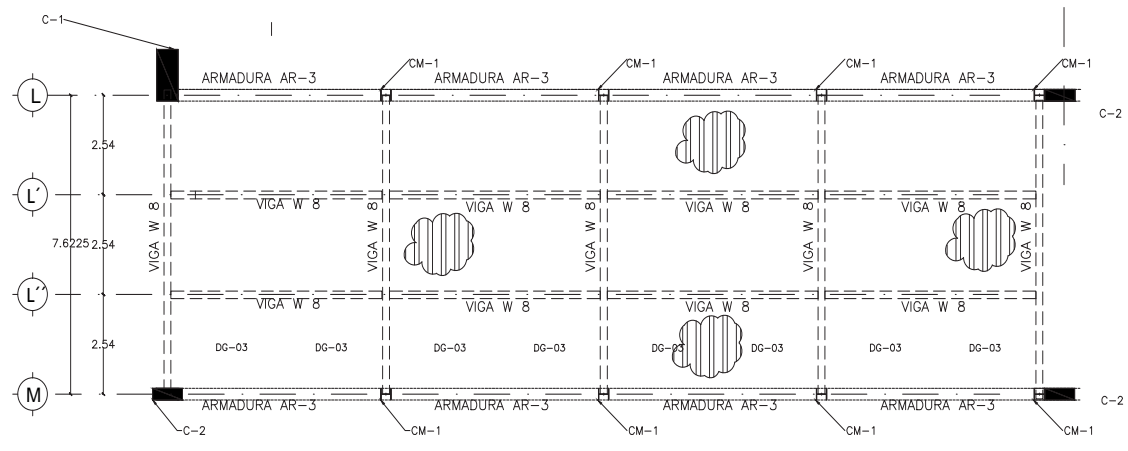 C-1
CM-1 CM-1 CM-1 CM-1
ARMADURA AR-3 ARMADURA AR-3 ARMADURA AR-3 ARMADURA AR-3
L
C-2
2.54
L'
VIGA W 8 VIGA W 8 VIGA W 8 VIGA W 8
VIGA W 8 VIGA W 8 VIGA W 8 VIGA W 8 VIGA W 8
7.6225 2.54
L''
VIGA W 8 VIGA W 8 VIGA W 8 VIGA W 8
2.54
DG-03 DG-03 DG-03 DG-03 DG-03 DG-03 DG-03 DG-03
M
C-2
ARMADURA AR-3 ARMADURA AR-3 ARMADURA AR-3 ARMADURA AR-3
C-2 CM-1 CM-1 CM-1 CM-1